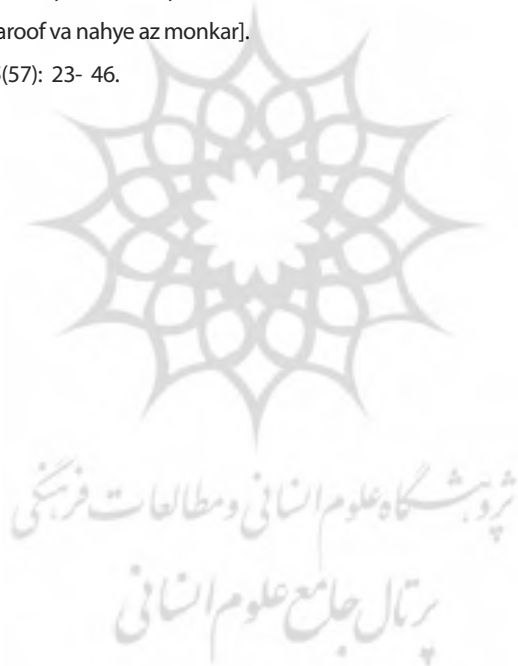 aroof va nahye az monkar].
(57): 23- 46.
پژوهشگاه علوم انسانی و مطالعات فرهنگی
پرتال جامع علوم انسانی